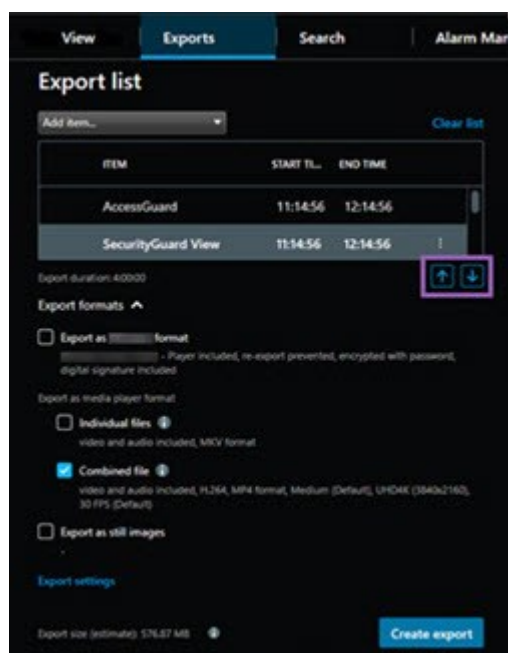 View Exports Search Alarm Mar
Export list
Add item... Clear list
ITEM START TI... END TIME
AccessGuard 11:14:56 12:14:56
SecurityGuard View 11:14:56 12:14:56
Export duration: 4:00:00
Export formats
Export as format
- Player included, re-export prevented, encrypted with password,
digital signature included
Export as media player format
Individual files
video and audio included, MKV format
Combined file
video and audio included, H.264, MP4 format, Medium (Default), UHD4K (3840x2160),
30 FPS (Default)
Export as still images
-
Export settings
Export size (estimate): 576.87 MB Create export